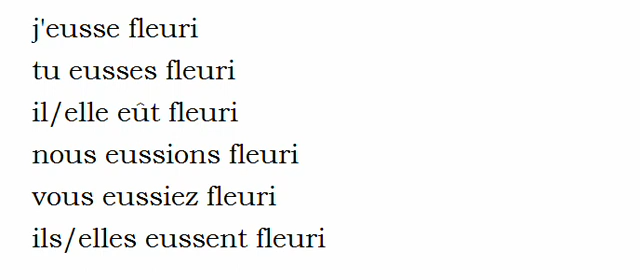 j'eusse fleuri
tu eusses fleuri
il/elle eût fleuri
nous eussions fleuri
vous eussiez fleuri
ils/elles eussent fleuri